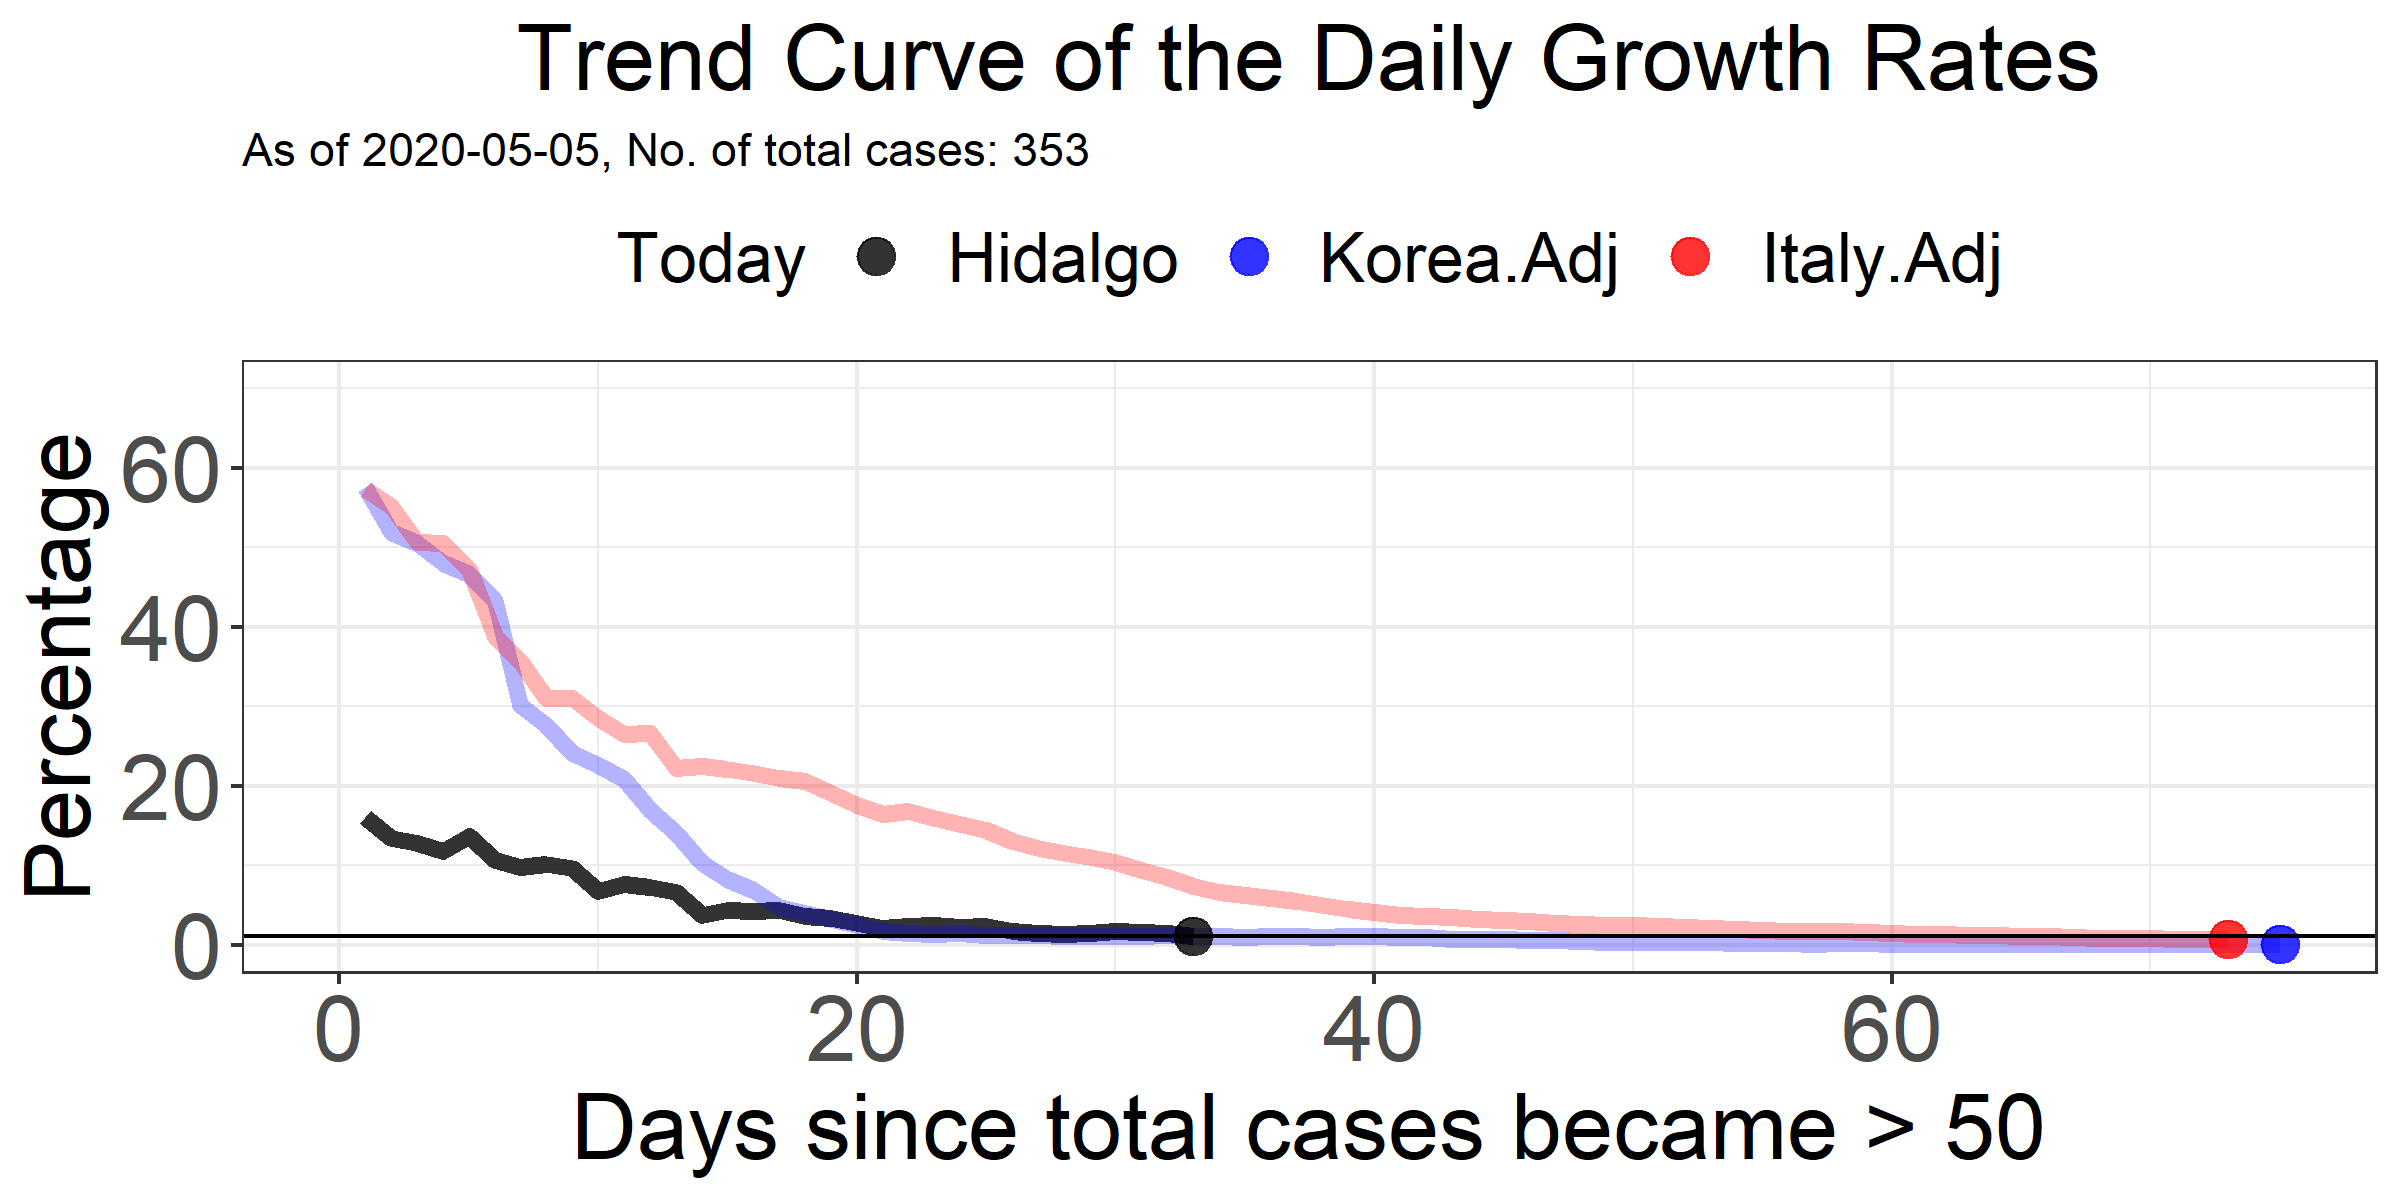 Trend Curve of the Daily Growth Rates
As of 2020-05-05, No. of total cases: 353
Today Hidalgo Korea.Adj Italy.Adj
Percentage
60
40
20
0
0 20 40 60
Days since total cases became > 50